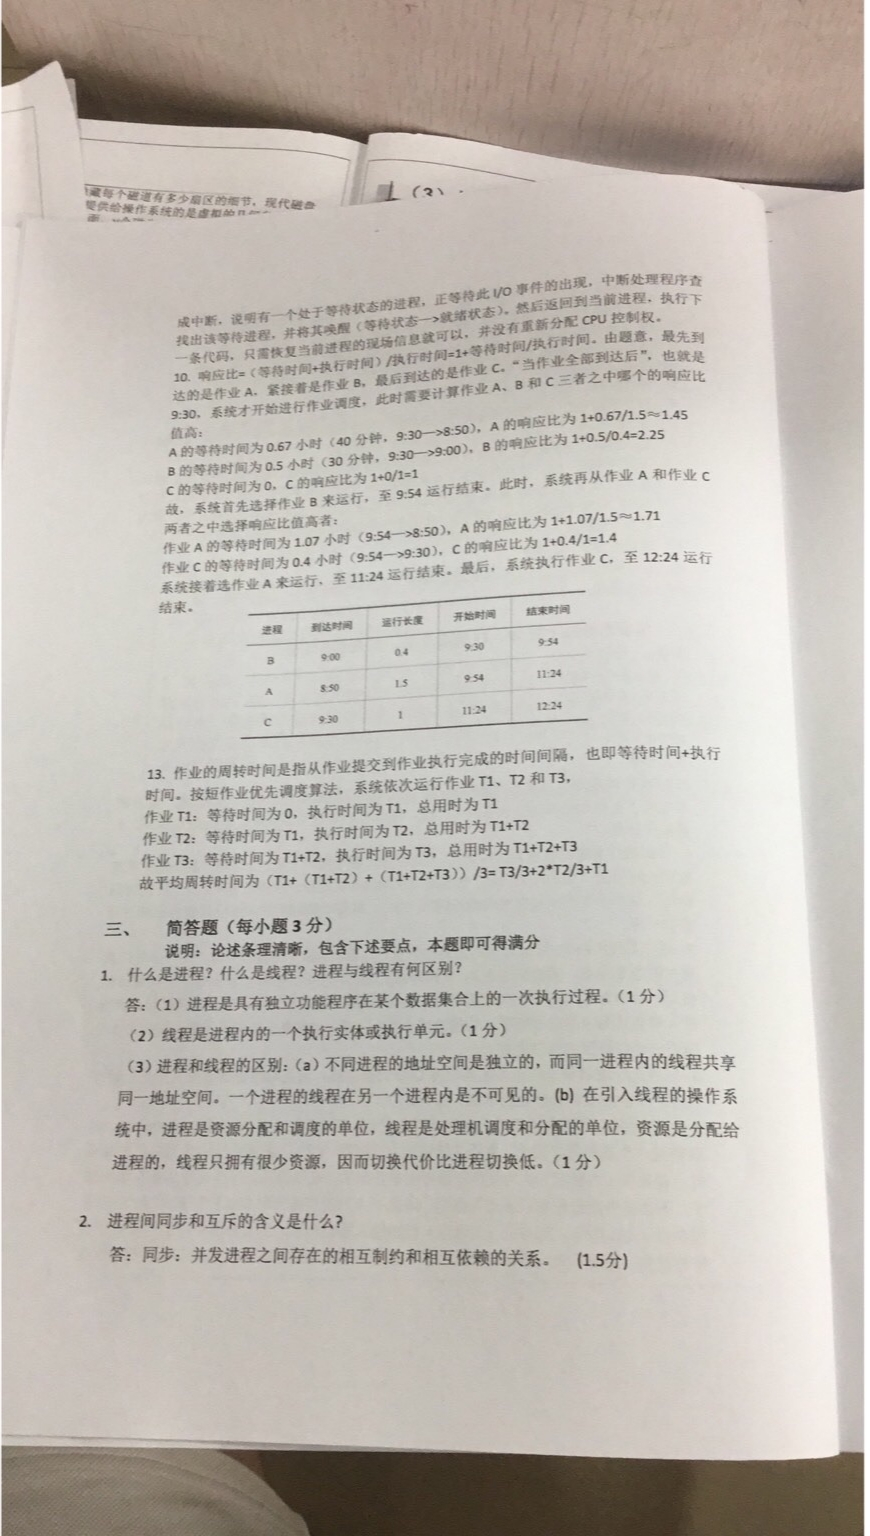 藏每个磁道有多少扇区的细节，现代磁盘
提供给操作系统的是虚拟的几何
（3）
成中断，说明有一个处于等待状态的进程，正等待此 I/O 事件的出现，中断处理程序查
找出该等待进程，并将其唤醒（等待状态—>就绪状态）。然后返回到当前进程，执行下
一条代码，只需恢复当前进程的现场信息就可以，并没有重新分配 CPU 控制权。
10. 响应比=（等待时间+执行时间）/执行时间=1+等待时间/执行时间。由题意，最先到
达的是作业 A，紧接着是作业 B，最后到达的是作业 C。“当作业全部到达后”，也就是
9:30，系统才开始进行作业调度，此时需要计算作业 A、B 和 C 三者之中哪个的响应比
值高：
A 的等待时间为 0.67 小时（40 分钟，9:30—>8:50），A 的响应比为 1+0.67/1.5≈1.45
B 的等待时间为 0.5 小时（30 分钟，9:30—>9:00），B 的响应比为 1+0.5/0.4=2.25
C 的等待时间为 0，C 的响应比为 1+0/1=1
故，系统首先选择作业 B 来运行，至 9:54 运行结束。此时，系统再从作业 A 和作业 C
两者之中选择响应比值高者：
作业 A 的等待时间为 1.07 小时（9:54—>8:50），A 的响应比为 1+1.07/1.5≈1.71
作业 C 的等待时间为 0.4 小时（9:54—>9:30），C 的响应比为 1+0.4/1=1.4
系统接着选作业 A 来运行，至 11:24 运行结束。最后，系统执行作业 C，至 12:24 运行
结束。
进程 到达时间 运行长度 开始时间 结束时间
B 9:00 0.4 9:30 9:54
A 8:50 1.5 9:54 11:24
C 9:30 1 11:24 12:24
13. 作业的周转时间是指从作业提交到作业执行完成的时间间隔，也即等待时间+执行
时间。按短作业优先调度算法，系统依次运行作业 T1、T2 和 T3，
作业 T1：等待时间为 0，执行时间为 T1，总用时为 T1
作业 T2：等待时间为 T1，执行时间为 T2，总用时为 T1+T2
作业 T3：等待时间为 T1+T2，执行时间为 T3，总用时为 T1+T2+T3
故平均周转时间为（T1+（T1+T2）+（T1+T2+T3））/3= T3/3+2*T2/3+T1
三、 简答题（每小题 3 分）
说明：论述条理清晰，包含下述要点，本题即可得满分
1. 什么是进程？什么是线程？进程与线程有何区别？
答：（1）进程是具有独立功能程序在某个数据集合上的一次执行过程。（1 分）
（2）线程是进程内的一个执行实体或执行单元。（1 分）
（3）进程和线程的区别：（a）不同进程的地址空间是独立的，而同一进程内的线程共享
同一地址空间。一个进程的线程在另一个进程内是不可见的。(b) 在引入线程的操作系
统中，进程是资源分配和调度的单位，线程是处理机调度和分配的单位，资源是分配给
进程的，线程只拥有很少资源，因而切换代价比进程切换低。（1 分）
2. 进程间同步和互斥的含义是什么？
答：同步：并发进程之间存在的相互制约和相互依赖的关系。 (1.5分)